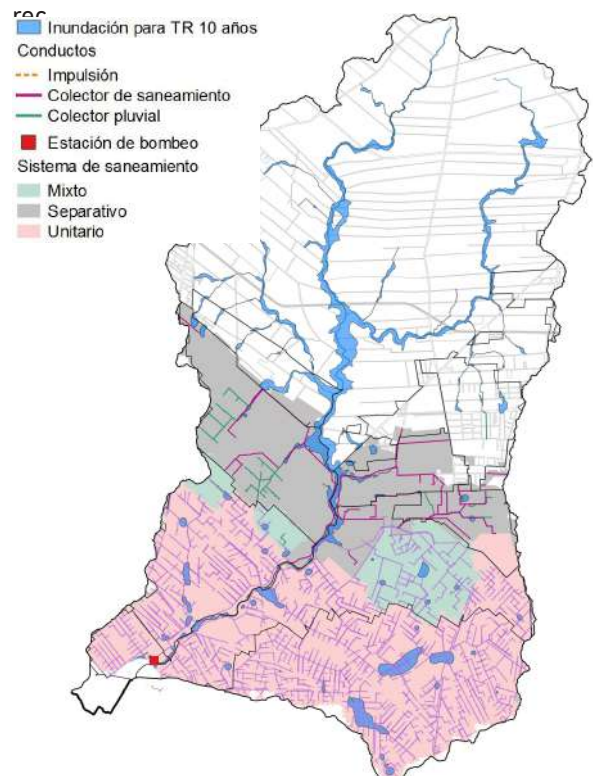 rec
Inundación para TR 10 años
Conductos
Impulsión
Colector de saneamiento
Colector pluvial
Estación de bombeo
Sistema de saneamiento
Mixto
Separativo
Unitario